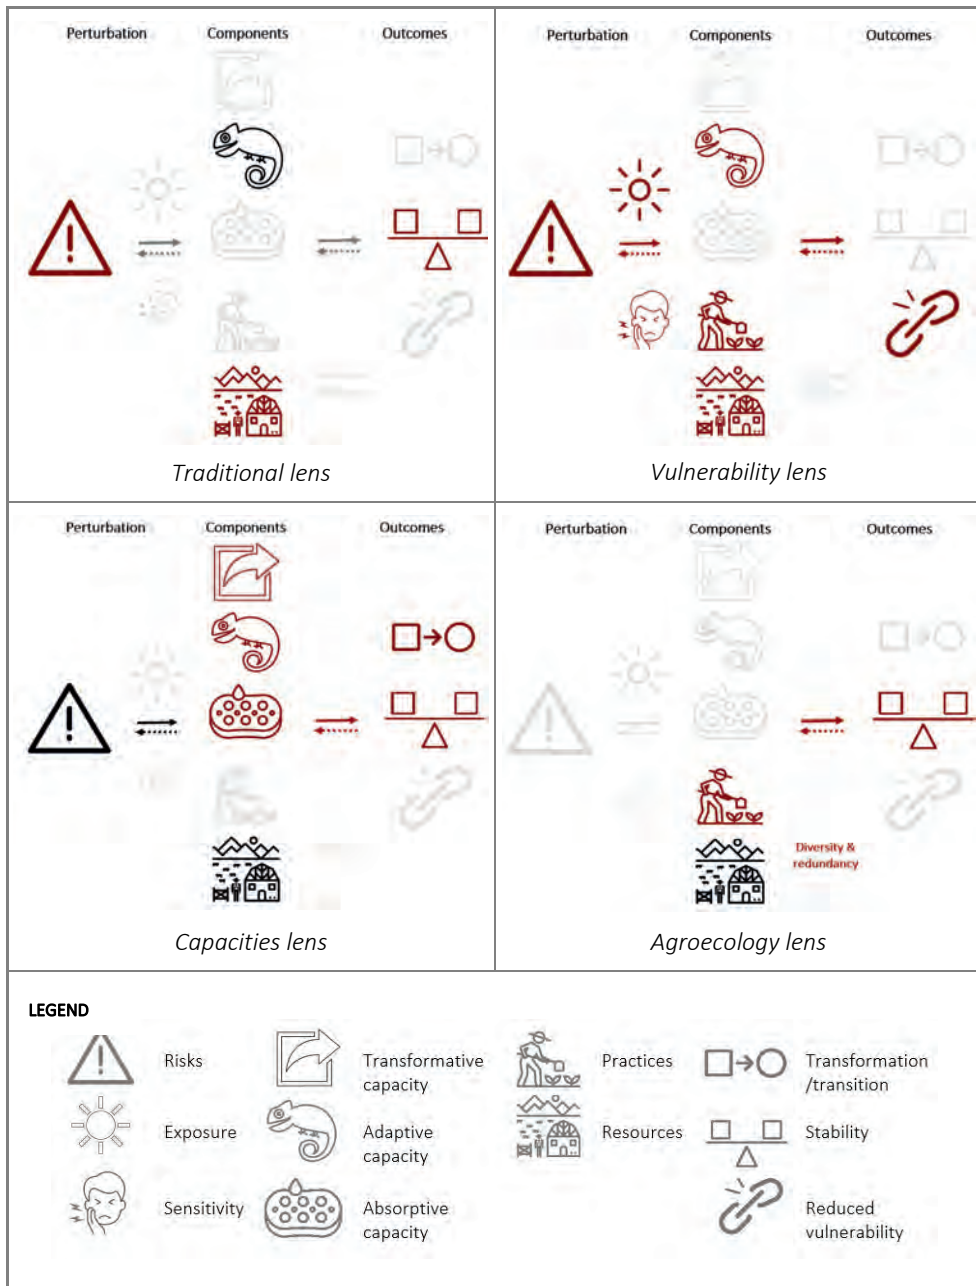 Perturbation Components Outcomes
Traditional lens
Perturbation Components Outcomes
Vulnerability lens
Perturbation Components Outcomes
Capacities lens
Perturbation Components Outcomes
Diversity &
redundancy
Agroecology lens
LEGEND
Risks
Transformative
capacity
Practices
Transformation
/transition
Exposure
Adaptive
capacity
Resources
Stability
Sensitivity
Absorptive
capacity
Reduced
vulnerability